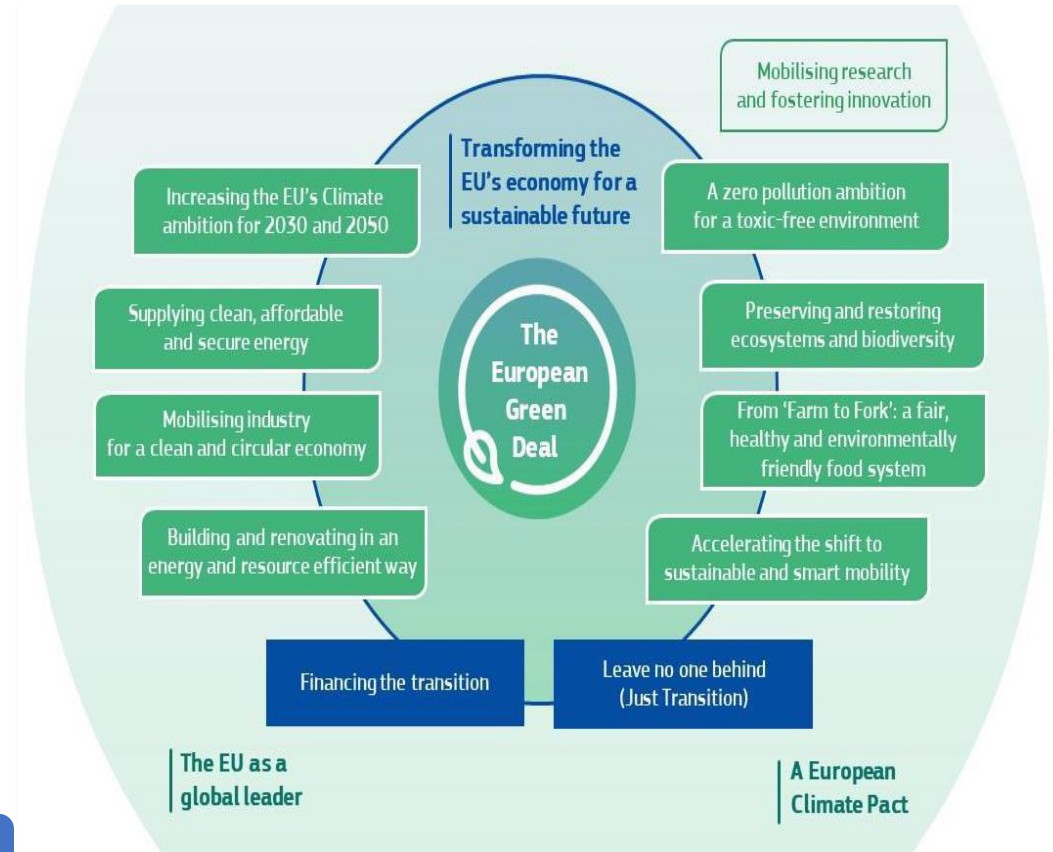 Mobilising research
and fostering innovation
Transforming the
EU's economy for a
sustainable future
Increasing the EU's Climate
ambition for 2030 and 2050
A zero pollution ambition
for a toxic-free environment
Supplying clean, affordable
and secure energy
Preserving and restoring
ecosystems and biodiversity
The
European
Green
Deal
Mobilising industry
for a clean and circular economy
From 'Farm to Fork': a fair,
healthy and environmentally
friendly food system
Building and renovating in an
energy and resource efficient way
Accelerating the shift to
sustainable and smart mobility
Financing the transition
Leave no one behind
(Just Transition)
The EU as a
global leader
A European
Climate Pact